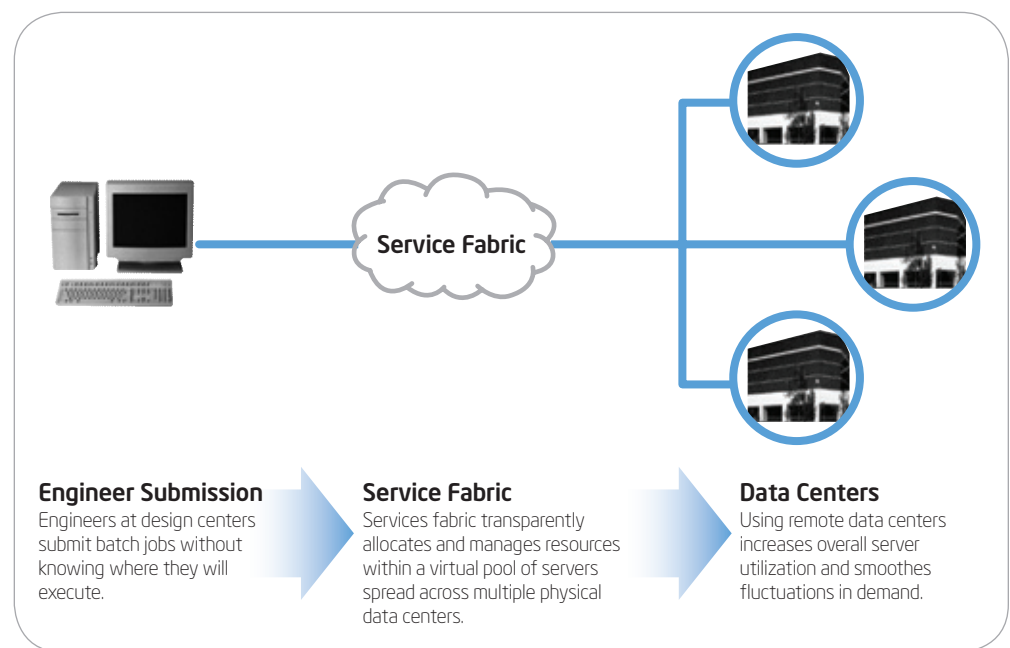 Service Fabric
Engineer Submission
Engineers at design centers
submit batch jobs without
knowing where they will
execute.
Service Fabric
Services fabric transparently
allocates and manages resources
within a virtual pool of servers
spread across multiple physical
data centers.
Data Centers
Using remote data centers
increases overall server
utilization and smoothes
fluctuations in demand.